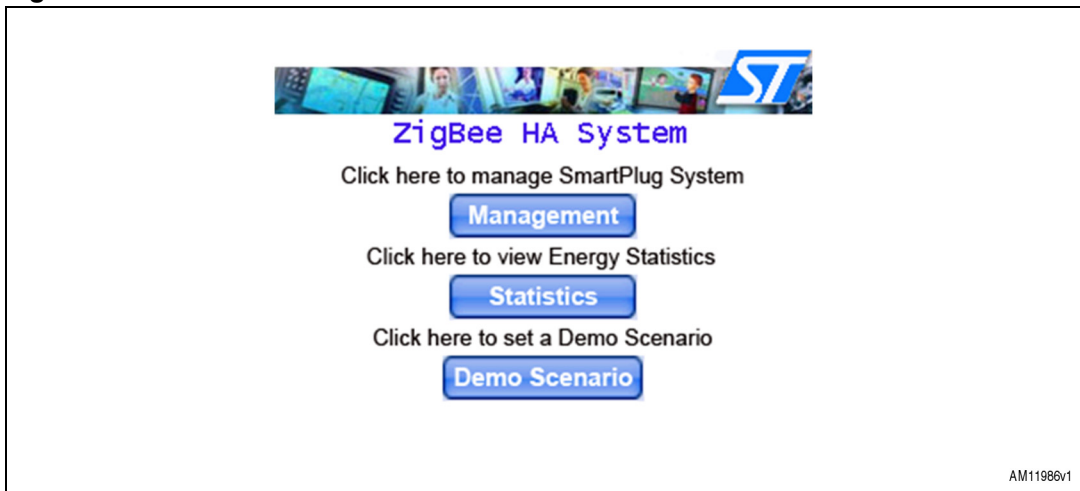 ST
ZigBee HA System
Click here to manage SmartPlug System
Management
Click here to view Energy Statistics
Statistics
Click here to set a Demo Scenario
Demo Scenario
AM11986v1